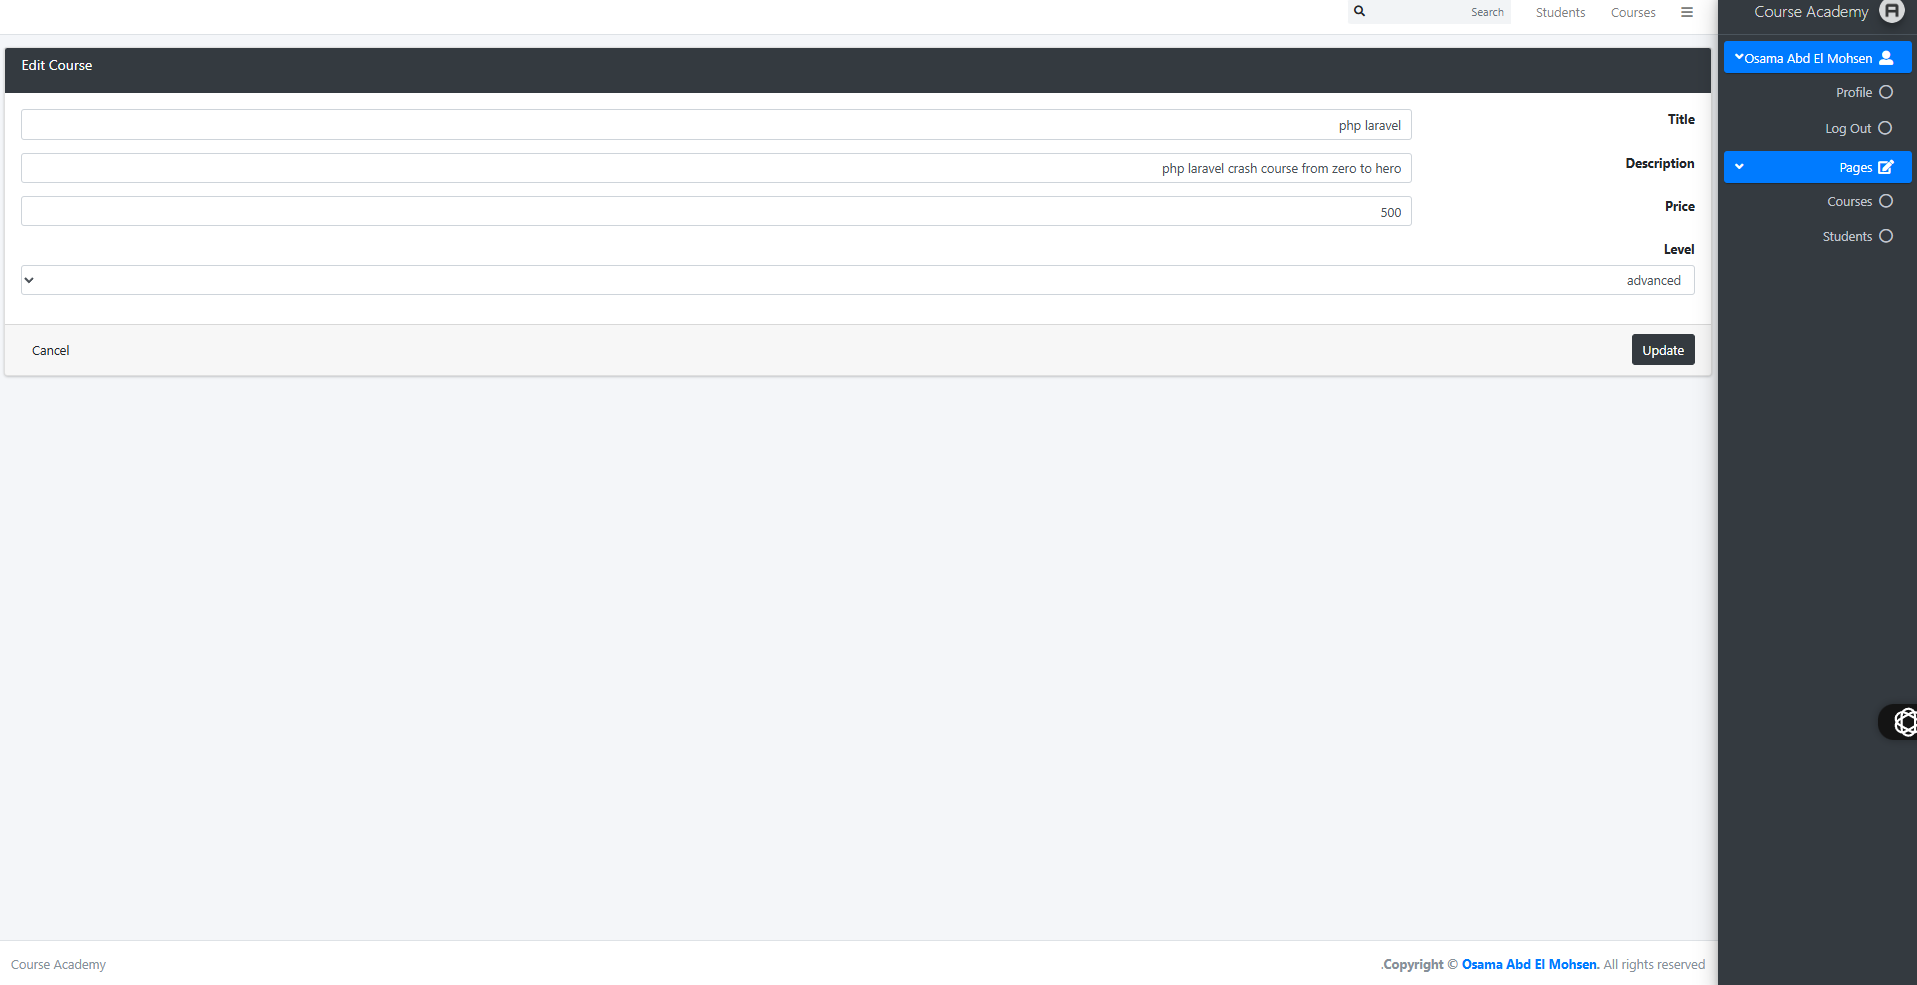 Search
Students
Courses
Course Academy
Osama Abd El Mohsen
Profile
Log Out
Pages
Courses
Students
Edit Course
Title
php laravel
Description
php laravel crash course from zero to hero
Price
500
Level
advanced
Cancel
Update
Course Academy
.Copyright © Osama Abd El Mohsen. All rights reserved